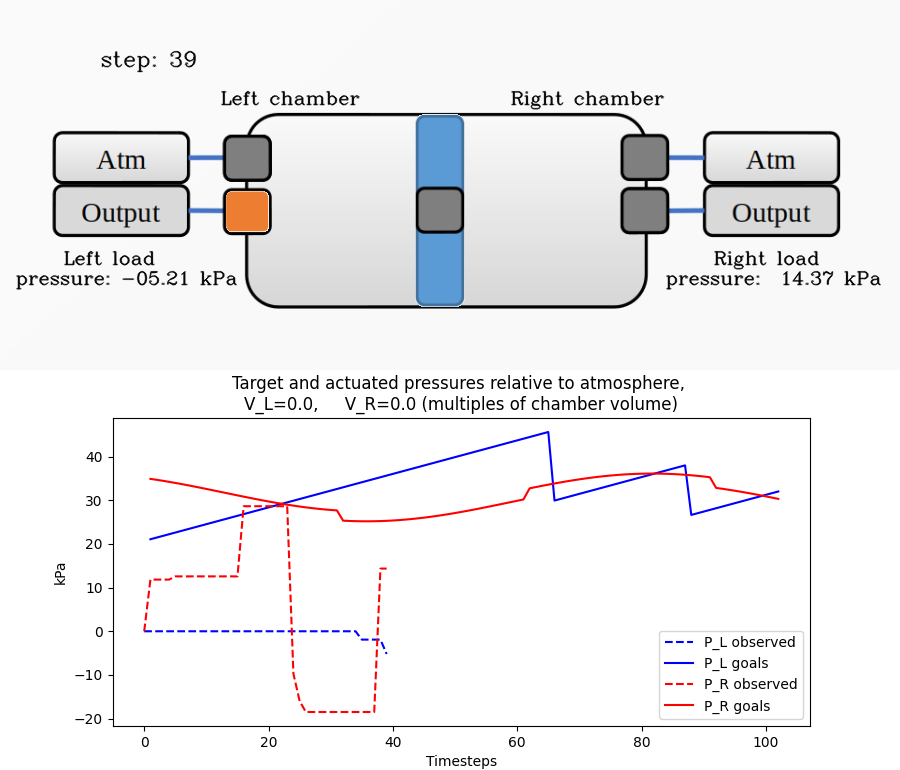 step: 39
Left chamber
Right chamber
Atm
Output
Atm
Output
Left load
pressure: -05.21 kPa
Right load
pressure:  14.37 kPa
Target and actuated pressures relative to atmosphere,
V_L=0.0,     V_R=0.0 (multiples of chamber volume)
kPa
40
30
20
10
0
−10
−20
0 20 40 60 80 100
Timesteps
P_L observed
P_L goals
P_R observed
P_R goals